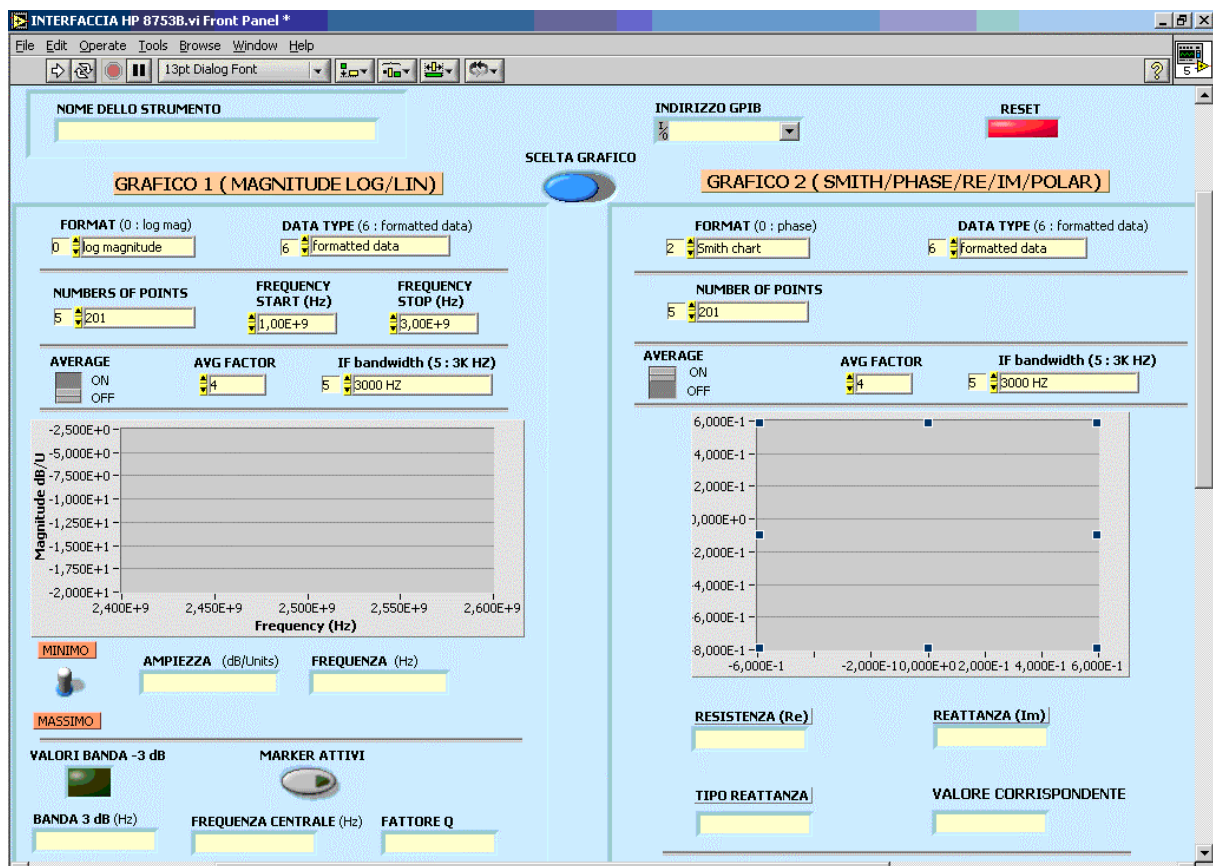 INTERFACCIA HP 8753B.vi Front Panel *
File Edit Operate Tools Browse Window Help
13pt Dialog Font
5
NOME DELLO STRUMENTO
INDIRIZZO GPIB
RESET
I/O
SCELTA GRAFICO
GRAFICO 1 ( MAGNITUDE LOG/LIN)
GRAFICO 2 ( SMITH/PHASE/RE/IM/POLAR)
FORMAT (0 : log mag)
DATA TYPE (6 : formatted data)
0 log magnitude
6 formatted data
NUMBERS OF POINTS
FREQUENCY START (Hz)
FREQUENCY STOP (Hz)
5 201
1,00E+9
3,00E+9
AVERAGE
ON
OFF
AVG FACTOR
4
IF bandwidth (5 : 3K HZ)
5 3000 HZ
Magnitude dB/U
-2,500E+0
-5,000E+0
-7,500E+0
-1,000E+1
-1,250E+1
-1,500E+1
-1,750E+1
-2,000E+1
2,400E+9 2,450E+9 2,500E+9 2,550E+9 2,600E+9
Frequency (Hz)
MINIMO
AMPIEZZA (dB/Units)
FREQUENZA (Hz)
MASSIMO
VALORI BANDA -3 dB
MARKER ATTIVI
BANDA 3 dB (Hz)
FREQUENZA CENTRALE (Hz)
FATTORE Q
FORMAT (0 : phase)
DATA TYPE (6 : formatted data)
2 Smith chart
6 formatted data
NUMBER OF POINTS
5 201
AVERAGE
ON
OFF
AVG FACTOR
4
IF bandwidth (5 : 3K HZ)
5 3000 HZ
6,000E-1
4,000E-1
2,000E-1
0,000E+0
-2,000E-1
-4,000E-1
-6,000E-1
-8,000E-1
-6,000E-1 -2,000E-1 0,000E+0 2,000E-1 4,000E-1 6,000E-1
RESISTENZA (Re)
REATTANZA (Im)
TIPO REATTANZA
VALORE CORRISPONDENTE